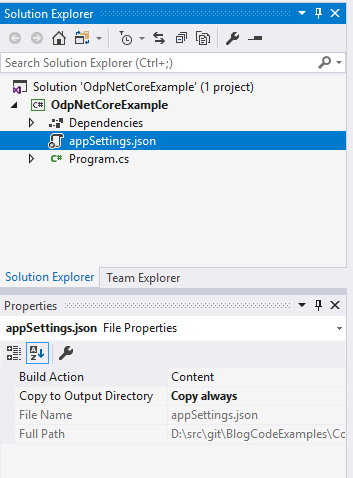 Solution Explorer
Search Solution Explorer (Ctrl+;)
Solution 'OdpNetCoreExample' (1 project)
C# OdpNetCoreExample
Dependencies
appSettings.json
C# Program.cs
Solution Explorer Team Explorer
Properties
appSettings.json File Properties
Build Action Content
Copy to Output Directory Copy always
File Name appSettings.json
Full Path D:\src\git\BlogCodeExamples\Co